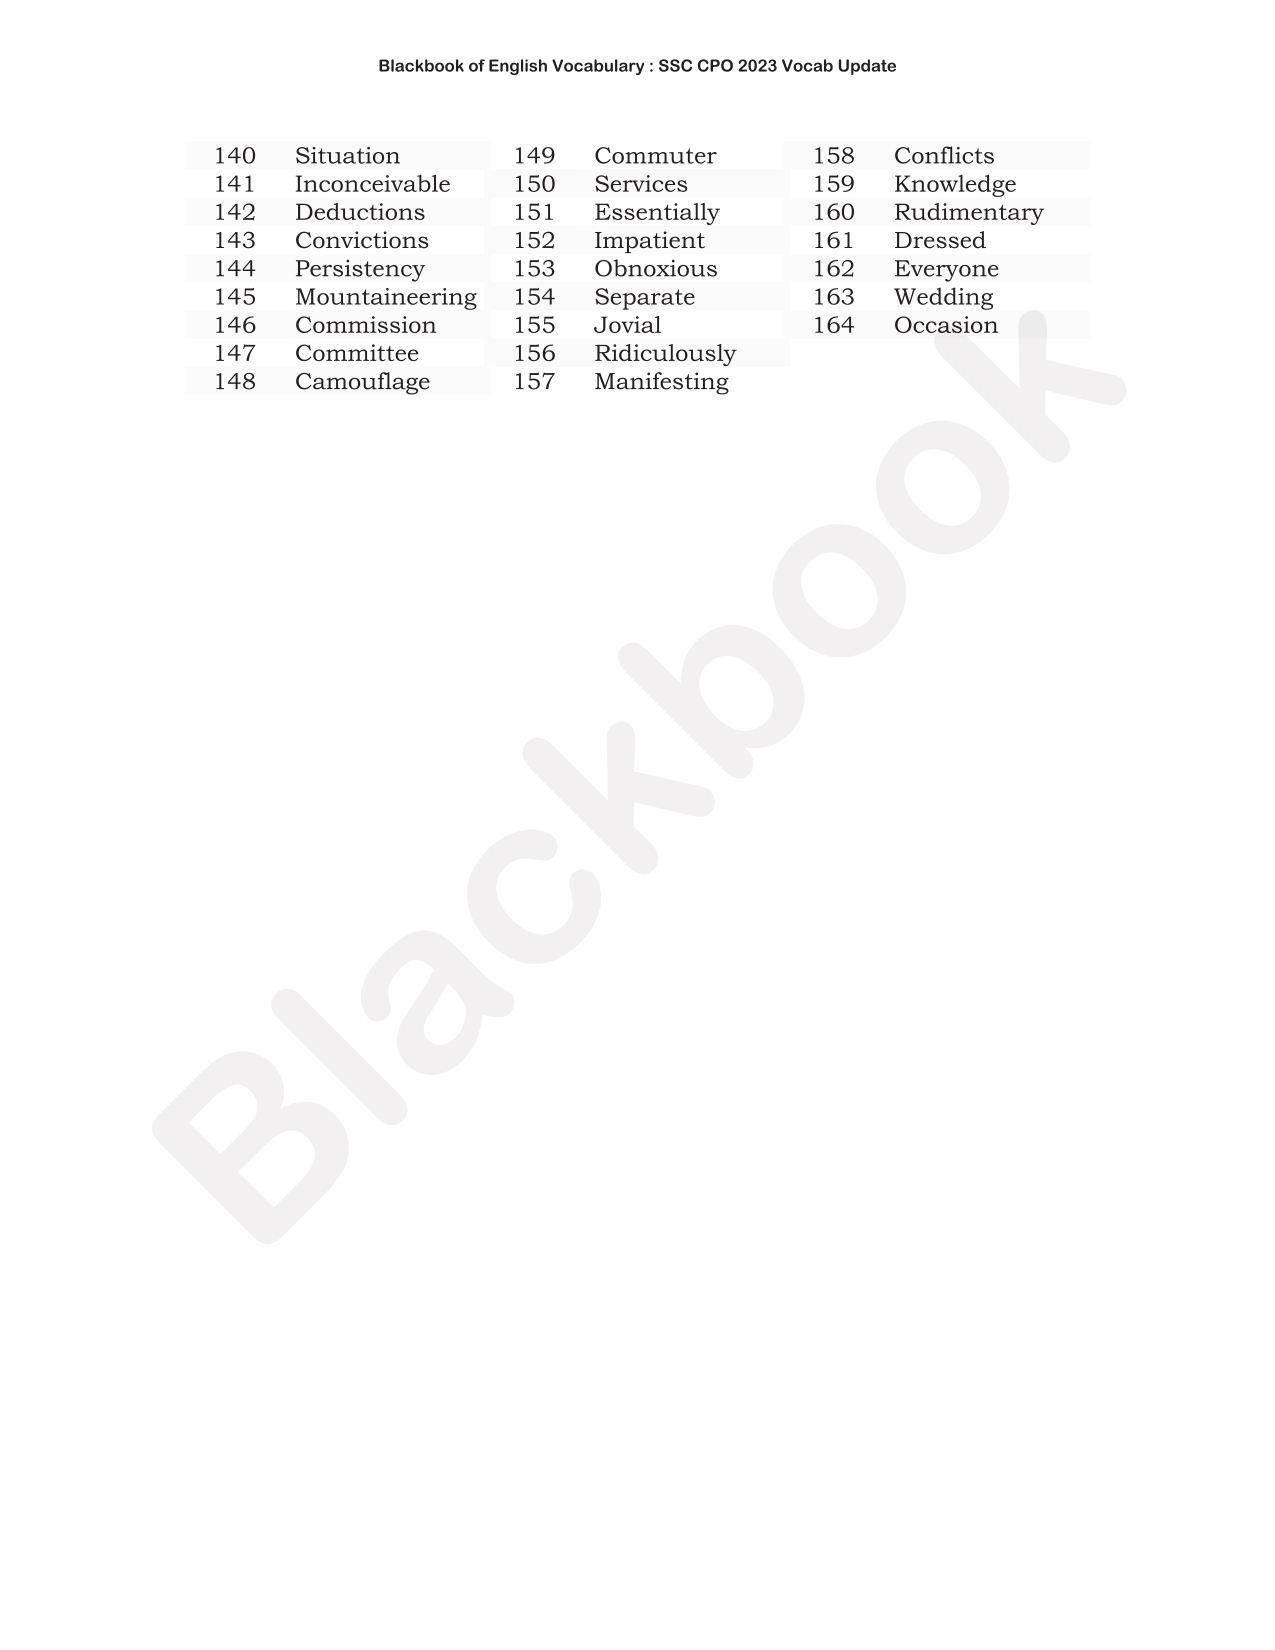 Blackbook of English Vocabulary : SSC CPO 2023 Vocab Update
140 Situation 149 Commuter 158 Conflicts
141 Inconceivable 150 Services 159 Knowledge
142 Deductions 151 Essentially 160 Rudimentary
143 Convictions 152 Impatient 161 Dressed
144 Persistency 153 Obnoxious 162 Everyone
145 Mountaineering 154 Separate 163 Wedding
146 Commission 155 Jovial 164 Occasion
147 Committee 156 Ridiculously
148 Camouflage 157 Manifesting
Blackbook